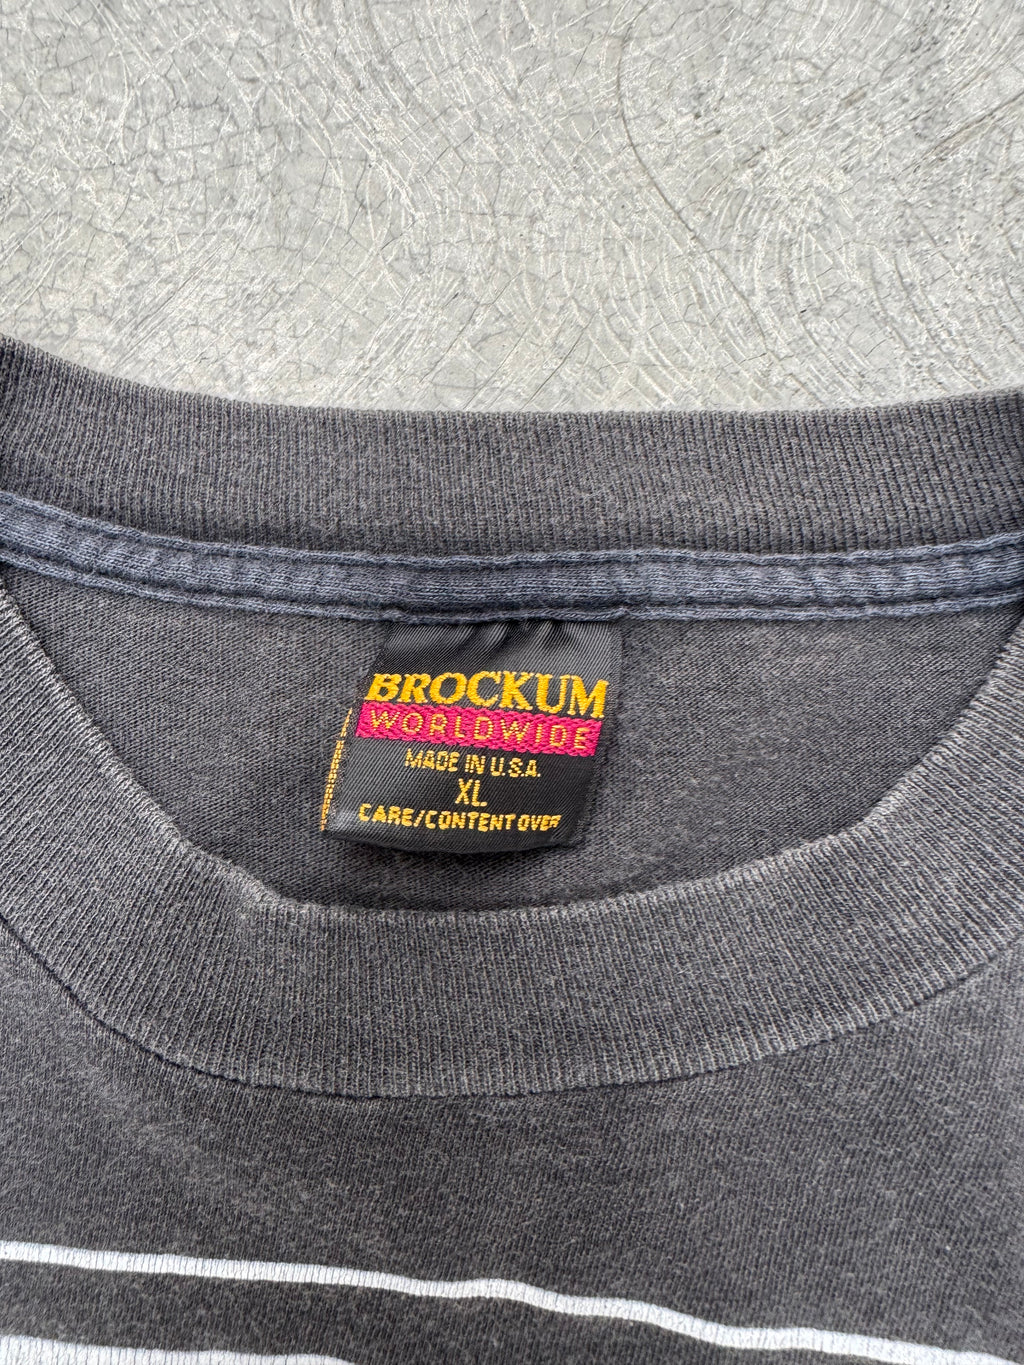 BROCKUM
WORLDWIDE
MADE IN U.S.A.
XL
CARE/CONTENT OVER